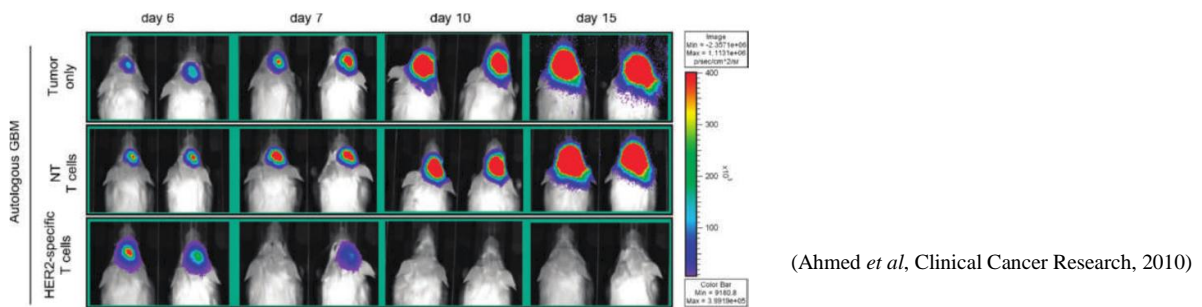 day 6 day 7 day 10 day 15
Autologous GBM
Tumor
only
NT
T cells
HER2-specific
T cells
Image
Min = -2.3571e+06
Max = 1.1131e+06
p/sec/cm^2/sr
400
300
200
100
Color Bar
Min = 9180.8
Max = 3.9919e+05
(Ahmed et al, Clinical Cancer Research, 2010)